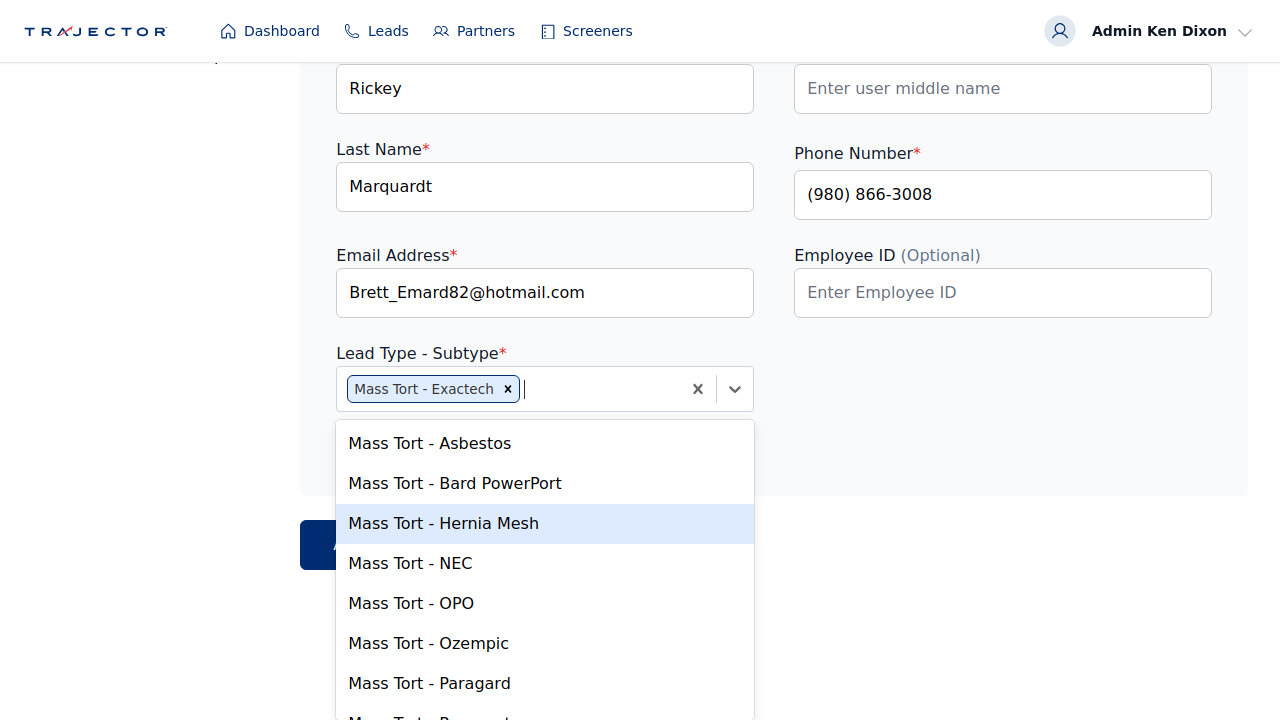 TRAJECTOR
Dashboard
Leads
Partners
Screeners
Admin Ken Dixon
Rickey
Enter user middle name
Last Name*
Phone Number*
Marquardt
(980) 866-3008
Email Address*
Employee ID (Optional)
Brett_Emard82@hotmail.com
Enter Employee ID
Lead Type - Subtype*
Mass Tort - Exactech
Mass Tort - Asbestos
Mass Tort - Bard PowerPort
Mass Tort - Hernia Mesh
Mass Tort - NEC
Mass Tort - OPO
Mass Tort - Ozempic
Mass Tort - Paragard